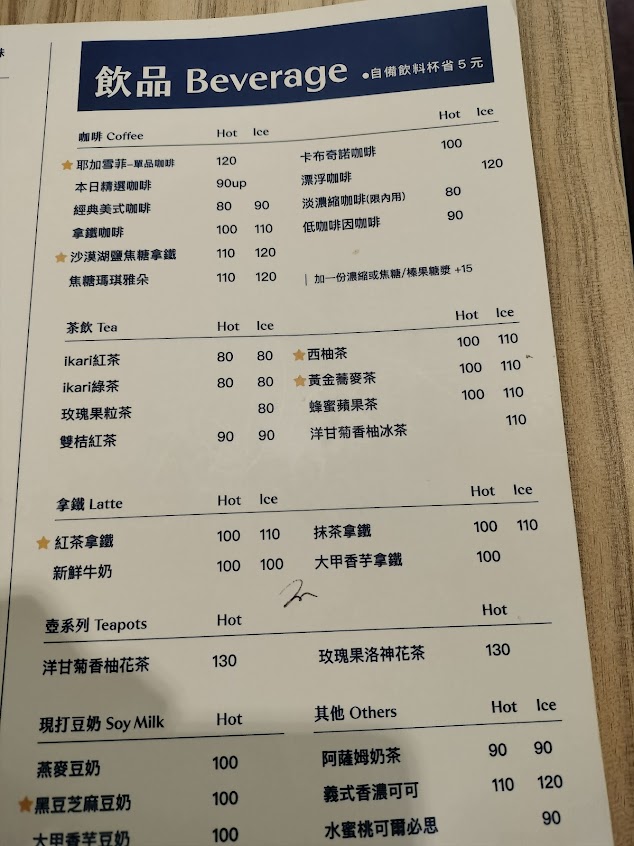 飲品 Beverage •自備飲料杯省5元
咖啡 Coffee Hot Ice
耶加雪菲-單品咖啡 120
本日精選咖啡 90up
經典美式咖啡 80 90
拿鐵咖啡 100 110
沙漠湖鹽焦糖拿鐵 110 120
焦糖瑪琪雅朵 110 120
Hot Ice
卡布奇諾咖啡 100
漂浮咖啡 120
淡濃縮咖啡(限內用) 80
低咖啡因咖啡 90
| 加一份濃縮或焦糖/榛果糖漿 +15
茶飲 Tea Hot Ice
ikari紅茶 80 80
ikari綠茶 80 80
玫瑰果粒茶 80
雙桔紅茶 90 90
Hot Ice
西柚茶 100 110
黃金蕎麥茶 100 110
蜂蜜蘋果茶 100 110
洋甘菊香柚冰茶 110
拿鐵 Latte Hot Ice
紅茶拿鐵 100 110
新鮮牛奶 100 100
Hot Ice
抹茶拿鐵 100 110
大甲香芋拿鐵 100
壺系列 Teapots Hot
洋甘菊香柚花茶 130
Hot
玫瑰果洛神花茶 130
現打豆奶 Soy Milk Hot
燕麥豆奶 100
黑豆芝麻豆奶 100
大甲香芋豆奶 100
其他 Others Hot Ice
阿薩姆奶茶 90 90
義式香濃可可 110 120
水蜜桃可爾必思 90